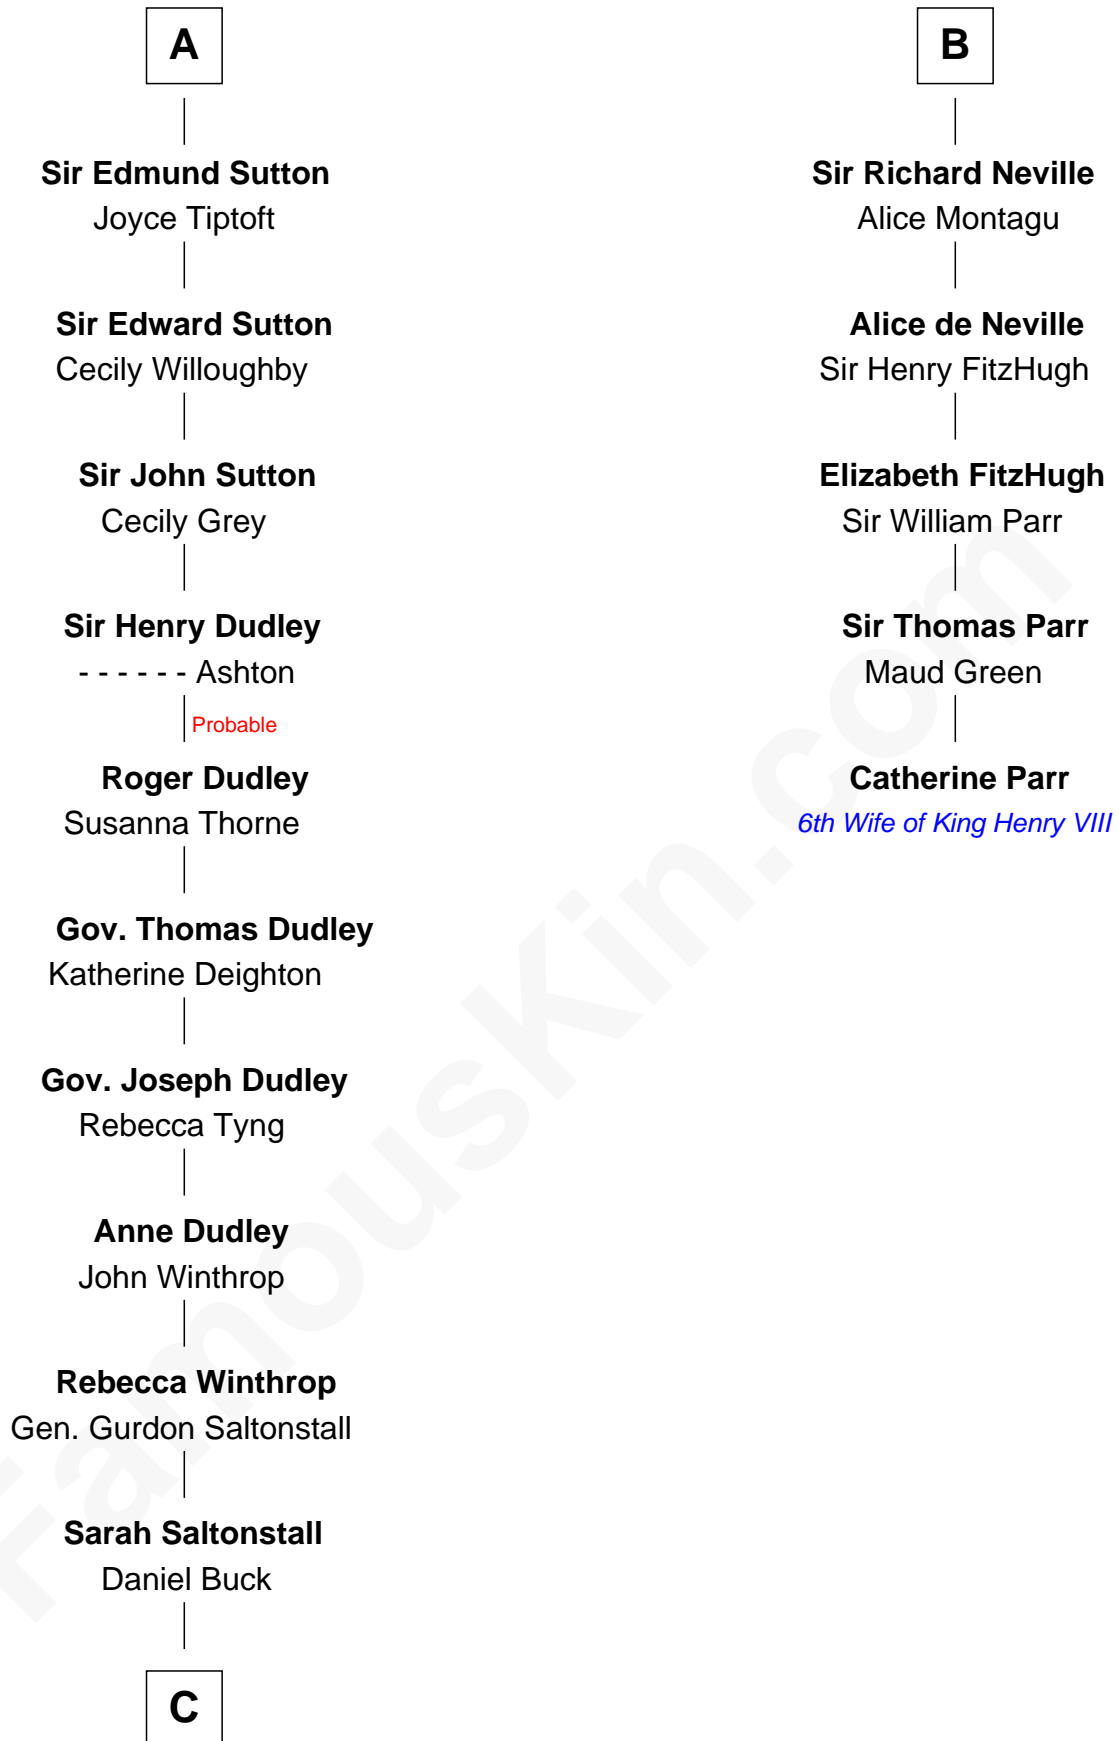 A
Sir Edmund Sutton
Joyce Tiptoft
Sir Edward Sutton
Cecily Willoughby
Sir John Sutton
Cecily Grey
Sir Henry Dudley
- - - - - - Ashton
Probable
Roger Dudley
Susanna Thorne
Gov. Thomas Dudley
Katherine Deighton
Gov. Joseph Dudley
Rebecca Tyng
Anne Dudley
John Winthrop
Rebecca Winthrop
Gen. Gurdon Saltonstall
Sarah Saltonstall
Daniel Buck
C
B
Sir Richard Neville
Alice Montagu
Alice de Neville
Sir Henry FitzHugh
Elizabeth FitzHugh
Sir William Parr
Sir Thomas Parr
Maud Green
Catherine Parr
6th Wife of King Henry VIII
FamousKin.com